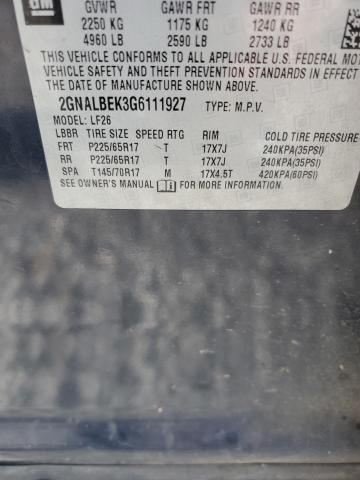 GM
GVWR GAWR FRT GAWR RR
2250 KG 1175 KG 1240 KG
4960 LB 2590 LB 2733 LB
THIS VEHICLE CONFORMS TO ALL APPLICABLE U.S. FEDERAL MOT
VEHICLE SAFETY AND THEFT PREVENTION STANDARDS IN EFFECT
THE DATE OF MANUFACTURE SHOWN ABOVE.
2GNALBEK3G6111927 TYPE: M.P.V.
MODEL: LF26
LBBR TIRE SIZE SPEED RTG RIM COLD TIRE PRESSURE
FRT P225/65R17 T 17X7J 240KPA(35PSI)
RR P225/65R17 T 17X7J 240KPA(35PSI)
SPA T145/70R17 M 17X4.5T 420KPA(60PSI)
SEE OWNER'S MANUAL FOR MORE INFORMATION.